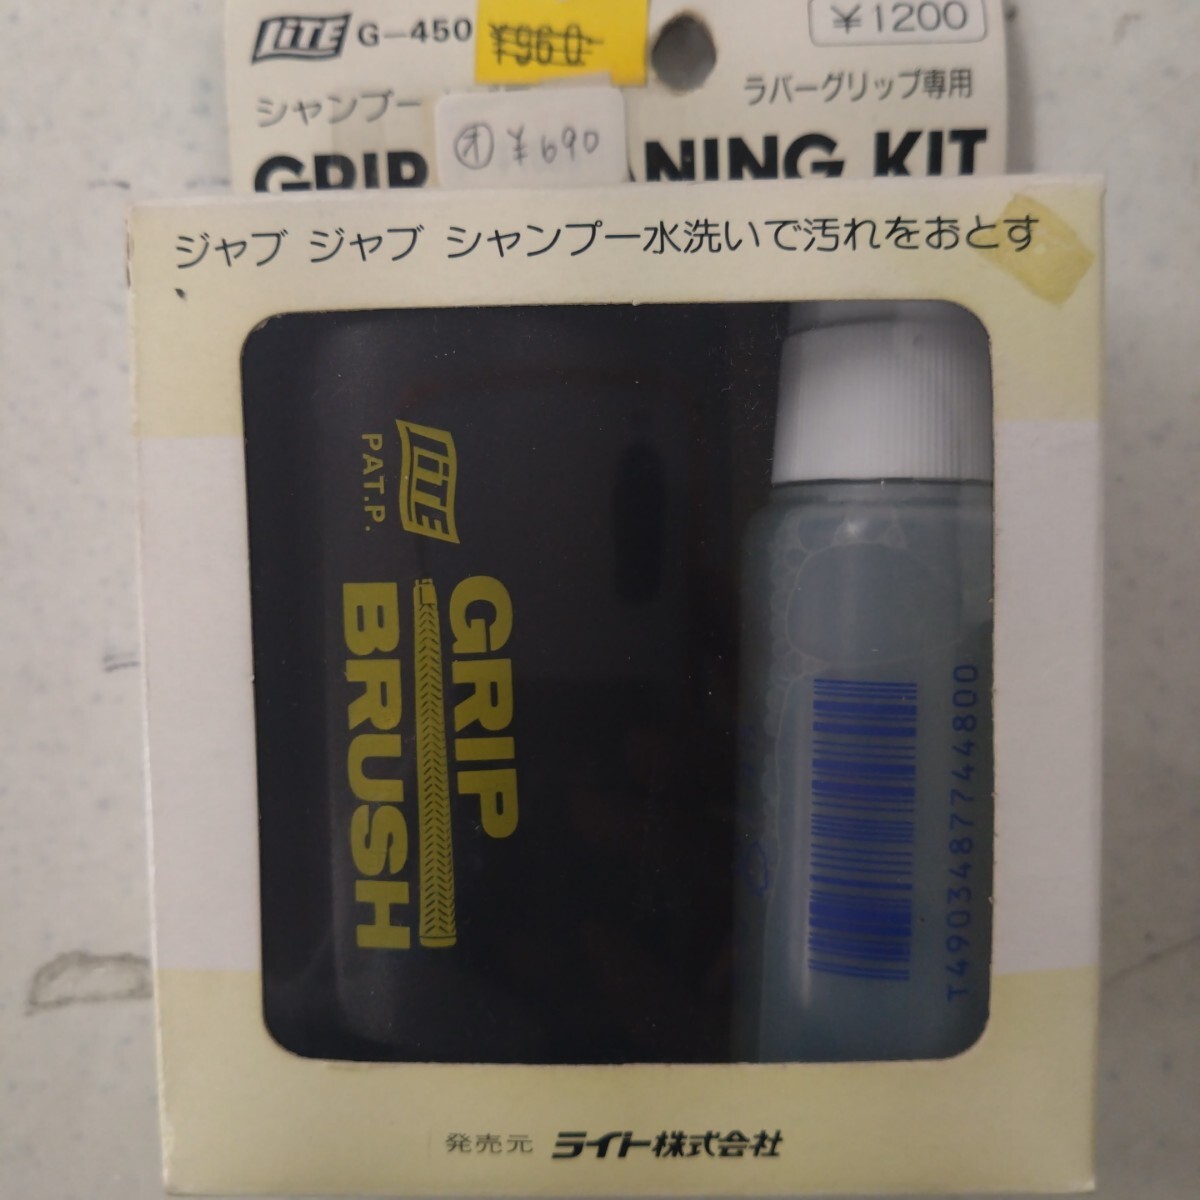 LiTE G-450
¥960
¥1200
シャンプー
ラバーグリップ専用
㋔ ¥690
GRIP ANING KIT
ジャブ ジャブ シャンプー水洗いで汚れをおとす
LiTE
PAT.P.
GRIP
BRUSH
T4903487744800
発売元 ライト株式会社